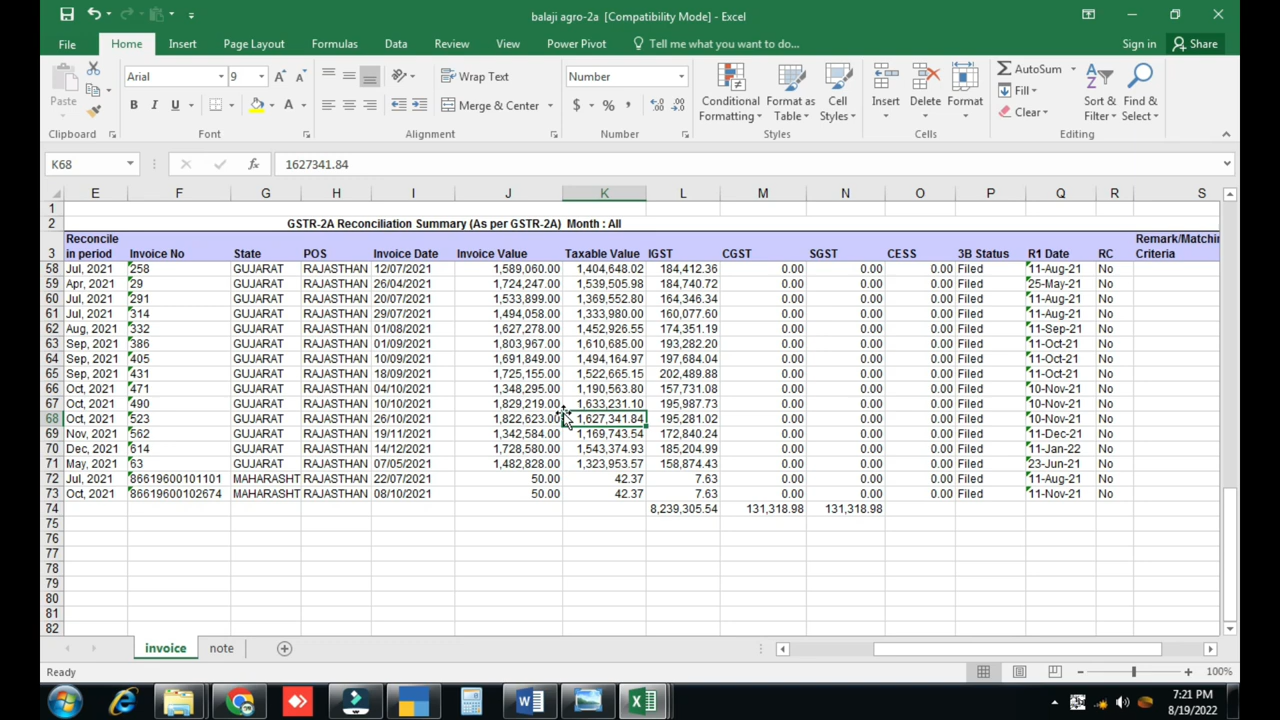 balaji agro-2a [Compatibility Mode] - Excel
File Home Insert Page Layout Formulas Data Review View Power Pivot Tell me what you want to do... Sign in Share
Paste Arial 9 Wrap Text Number AutoSum
B I U Merge & Center $ % Conditional Formatting Format as Table Cell Styles Insert Delete Format Fill Clear Sort & Filter Find & Select
Clipboard Font Alignment Number Styles Cells Editing
K68 fx 1627341.84
E F G H I J K L M N O P Q R S
1
2 GSTR-2A Reconciliation Summary (As per GSTR-2A) Month : All
Reconcile Remark/Matchin
3 in period Invoice No State POS Invoice Date Invoice Value Taxable Value IGST CGST SGST CESS 3B Status R1 Date RC Criteria
58 Jul, 2021 258 GUJARAT RAJASTHAN 12/07/2021 1,589,060.00 1,404,648.02 184,412.36 0.00 0.00 0.00 Filed 11-Aug-21 No
59 Apr, 2021 29 GUJARAT RAJASTHAN 26/04/2021 1,724,247.00 1,539,505.98 184,740.72 0.00 0.00 0.00 Filed 25-May-21 No
60 Jul, 2021 291 GUJARAT RAJASTHAN 20/07/2021 1,533,899.00 1,369,552.80 164,346.34 0.00 0.00 0.00 Filed 11-Aug-21 No
61 Jul, 2021 314 GUJARAT RAJASTHAN 29/07/2021 1,494,058.00 1,333,980.00 160,077.60 0.00 0.00 0.00 Filed 11-Aug-21 No
62 Aug, 2021 332 GUJARAT RAJASTHAN 01/08/2021 1,627,278.00 1,452,926.55 174,351.19 0.00 0.00 0.00 Filed 11-Sep-21 No
63 Sep, 2021 386 GUJARAT RAJASTHAN 01/09/2021 1,803,967.00 1,610,685.00 193,282.20 0.00 0.00 0.00 Filed 11-Oct-21 No
64 Sep, 2021 405 GUJARAT RAJASTHAN 10/09/2021 1,691,849.00 1,494,164.97 197,684.04 0.00 0.00 0.00 Filed 11-Oct-21 No
65 Sep, 2021 431 GUJARAT RAJASTHAN 18/09/2021 1,725,155.00 1,522,665.15 202,489.88 0.00 0.00 0.00 Filed 11-Oct-21 No
66 Oct, 2021 471 GUJARAT RAJASTHAN 04/10/2021 1,348,295.00 1,190,563.80 157,731.08 0.00 0.00 0.00 Filed 10-Nov-21 No
67 Oct, 2021 490 GUJARAT RAJASTHAN 10/10/2021 1,829,219.00 1,633,231.10 195,987.73 0.00 0.00 0.00 Filed 10-Nov-21 No
68 Oct, 2021 523 GUJARAT RAJASTHAN 26/10/2021 1,822,623.00 1,627,341.84 195,281.02 0.00 0.00 0.00 Filed 10-Nov-21 No
69 Nov, 2021 562 GUJARAT RAJASTHAN 19/11/2021 1,342,584.00 1,169,743.54 172,840.24 0.00 0.00 0.00 Filed 11-Dec-21 No
70 Dec, 2021 614 GUJARAT RAJASTHAN 14/12/2021 1,728,580.00 1,543,374.93 185,204.99 0.00 0.00 0.00 Filed 11-Jan-22 No
71 May, 2021 63 GUJARAT RAJASTHAN 07/05/2021 1,482,828.00 1,323,953.57 158,874.43 0.00 0.00 0.00 Filed 23-Jun-21 No
72 Jul, 2021 86619600101101 MAHARASHT RAJASTHAN 22/07/2021 50.00 42.37 7.63 0.00 0.00 0.00 Filed 11-Aug-21 No
73 Oct, 2021 86619600102674 MAHARASHT RAJASTHAN 08/10/2021 50.00 42.37 7.63 0.00 0.00 0.00 Filed 11-Nov-21 No
74 8,239,305.54 131,318.98 131,318.98
75
76
77
78
79
80
81
82
invoice note
Ready 100%
7:21 PM
8/19/2022